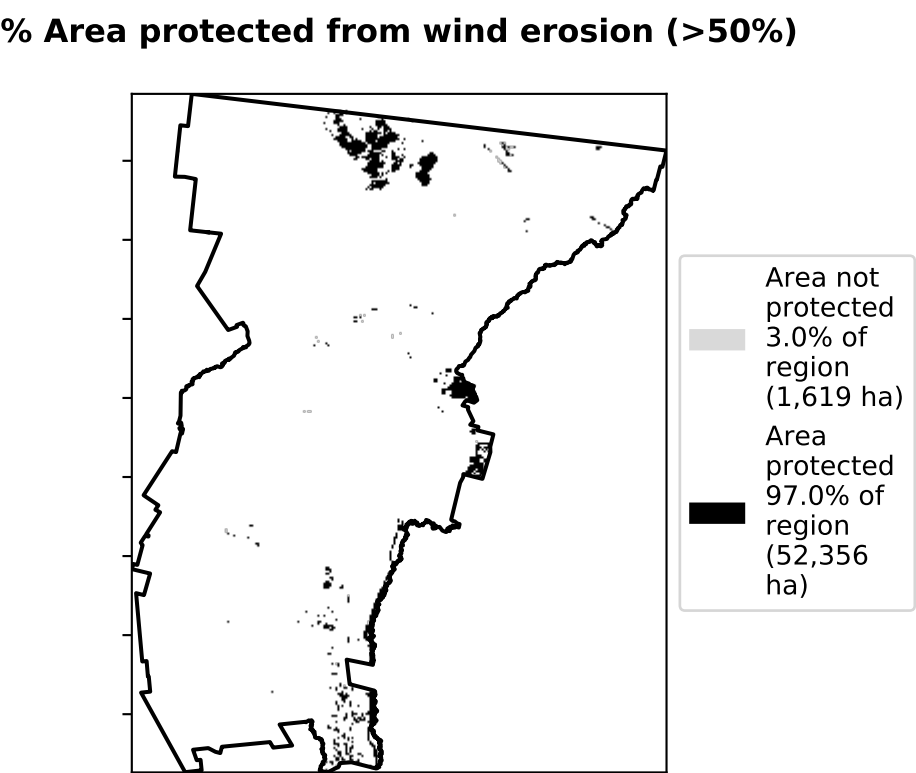 % Area protected from wind erosion (>50%)
Area not
protected
3.0% of
region
(1,619 ha)
Area
protected
97.0% of
region
(52,356
ha)